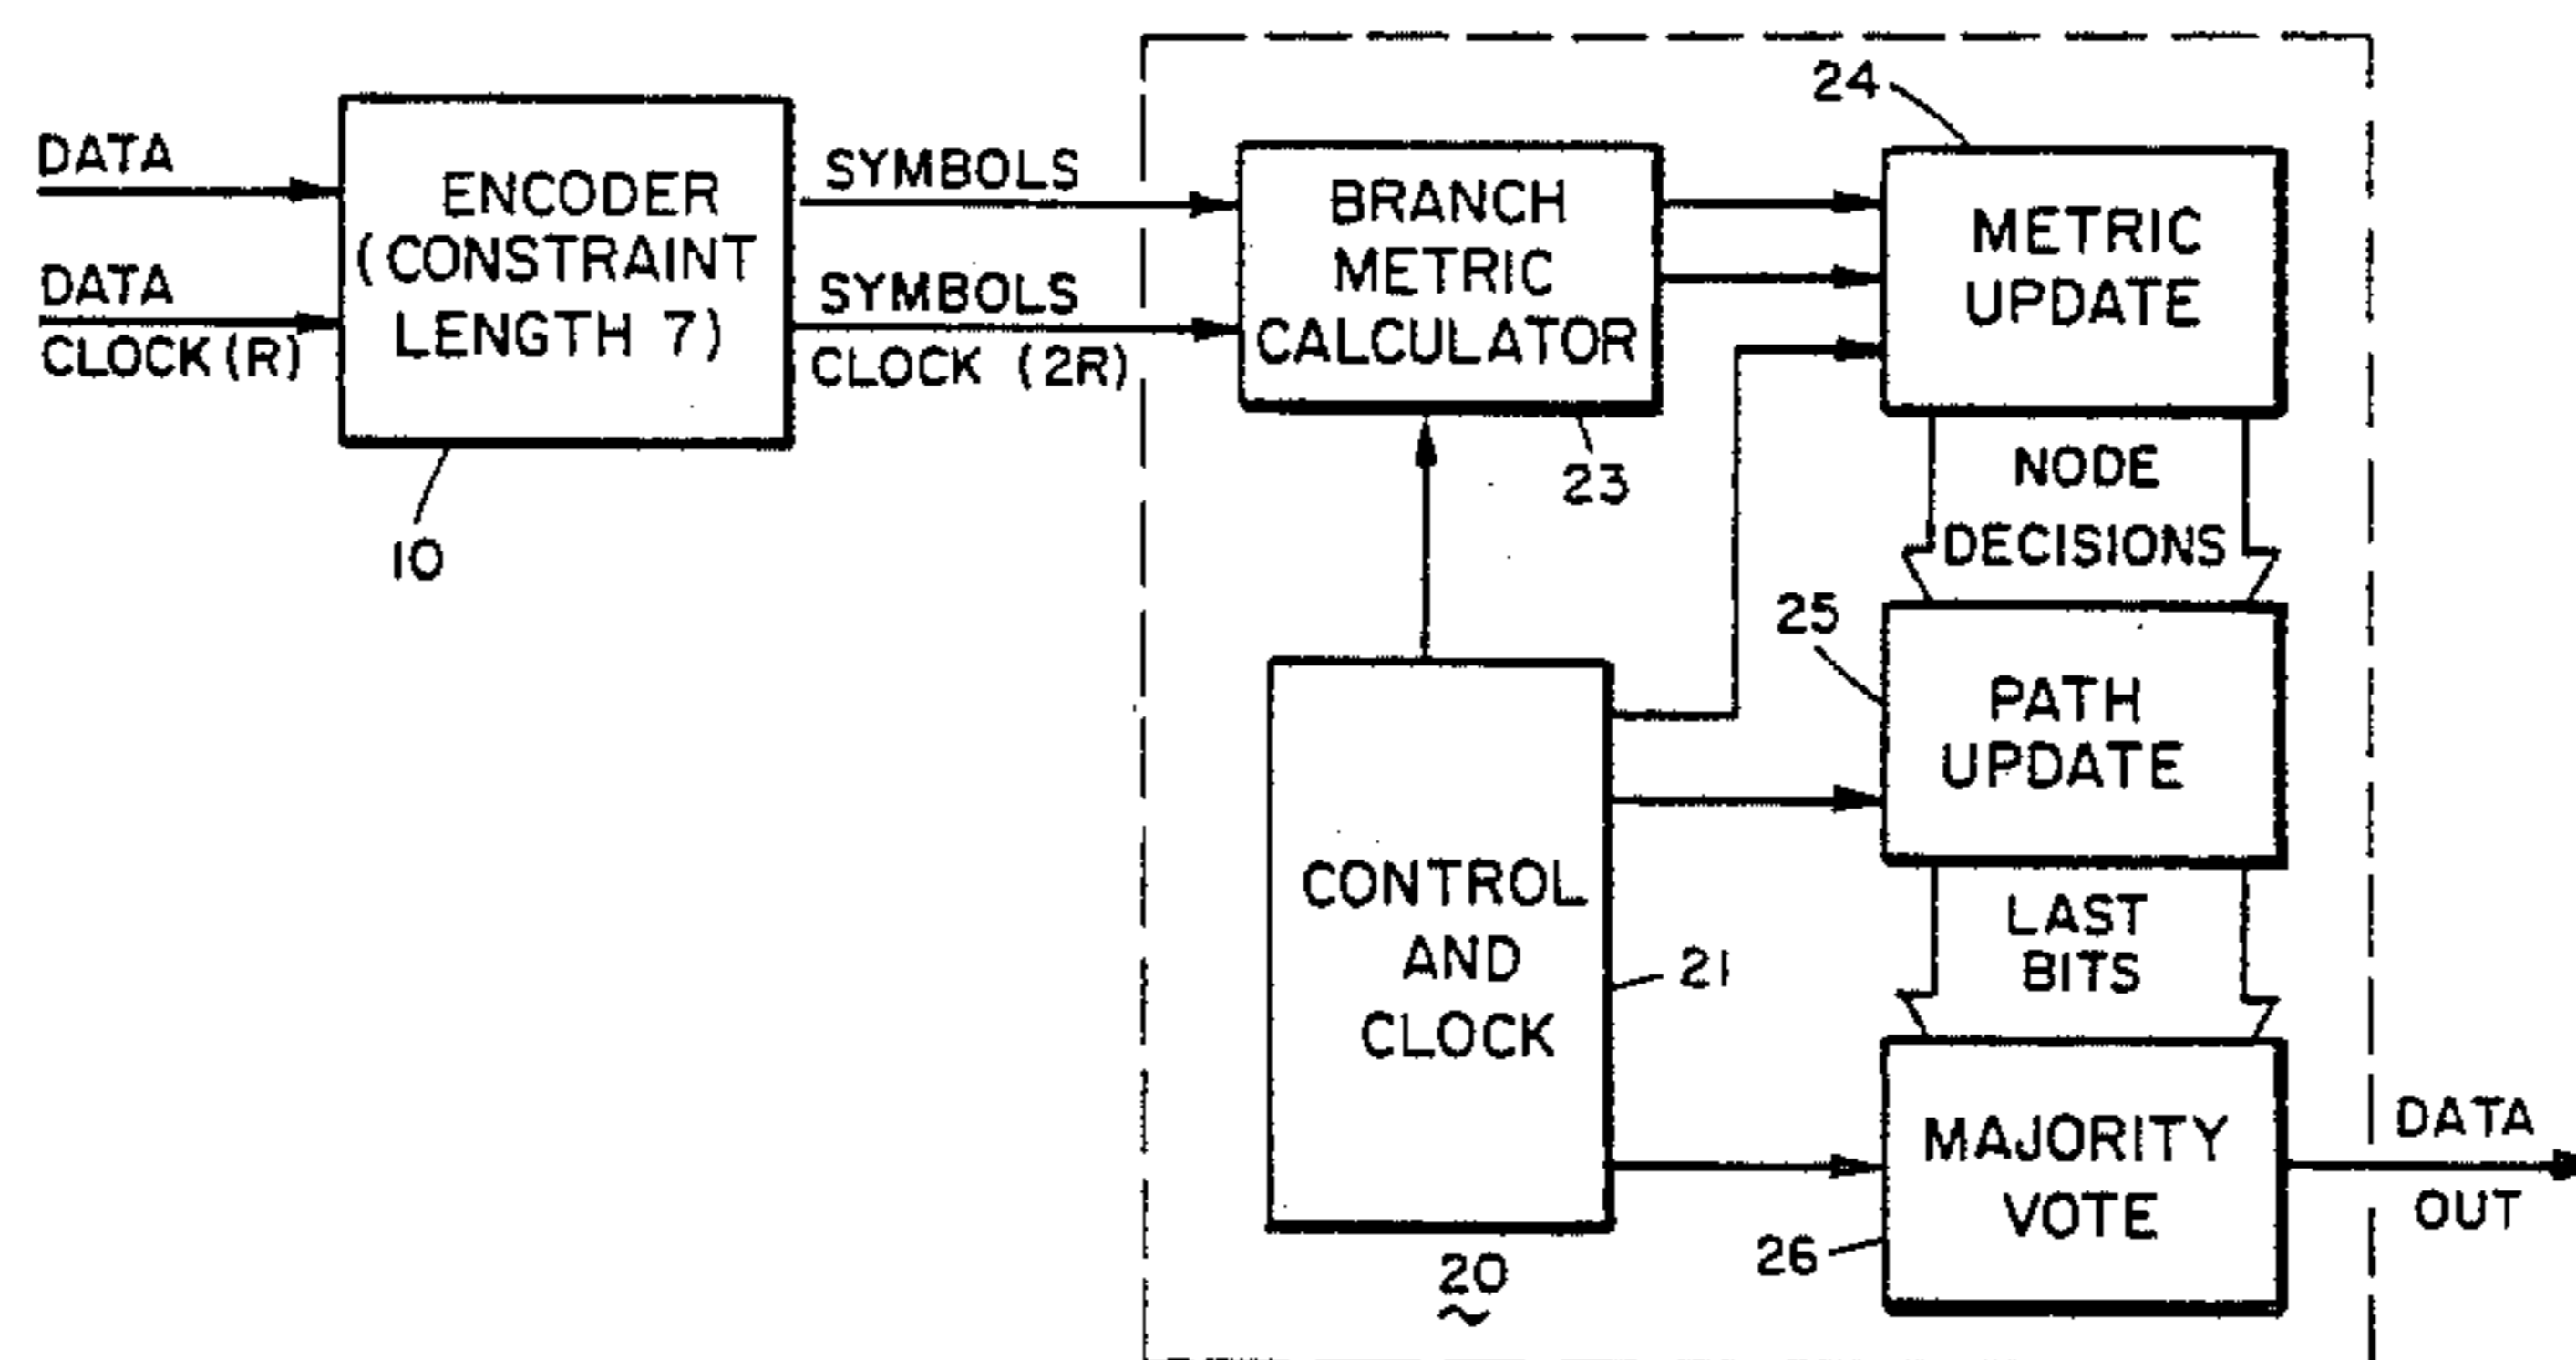 DATA
DATA
CLOCK (R)
ENCODER
(CONSTRAINT
LENGTH 7)
10
SYMBOLS
SYMBOLS
CLOCK (2R)
BRANCH
METRIC
CALCULATOR
23
24
METRIC
UPDATE
NODE
DECISIONS
25
PATH
UPDATE
CONTROL
AND
CLOCK
21
20
LAST
BITS
26
MAJORITY
VOTE
DATA
OUT